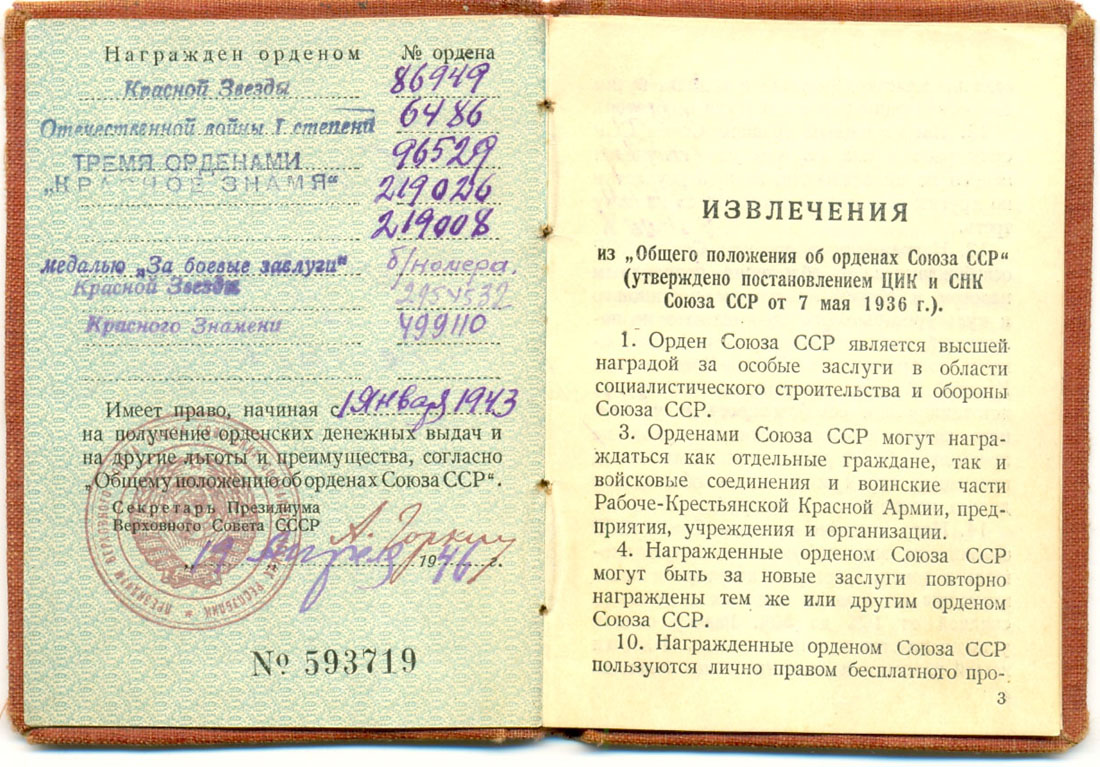 Награжден орденом № ордена
Красной Звезды 86949
Отечественной войны I степени 6486
ТРЕМЯ ОРДЕНАМИ 96529
„КРАСНОЕ ЗНАМЯ“ 219026
219008
медалью „За боевые заслуги“ б/номера.
Красной Звезды 2954532
Красного Знамени 499110
Имеет право, начиная с 1 Января 1943
на получение орденских денежных выдач и
на другие льготы и преимущества, согласно
„Общему положению об орденах Союза ССР“.
Секретарь Президиума
Верховного Совета СССР А. Горкин
„19 1946 г.
№ 593719
ИЗВЛЕЧЕНИЯ
из „Общего положения об орденах Союза ССР“
(утверждено постановлением ЦИК и СНК
Союза ССР от 7 мая 1936 г.).
1. Орден Союза ССР является высшей
наградой за особые заслуги в области
социалистического строительства и обороны
Союза ССР.
3. Орденами Союза ССР могут награ-
ждаться как отдельные граждане, так и
войсковые соединения и воинские части
Рабоче-Крестьянской Красной Армии, пред-
приятия, учреждения и организации.
4. Награжденные орденом Союза ССР
могут быть за новые заслуги повторно
награждены тем же или другим орденом
Союза ССР.
10. Награжденные орденом Союза ССР
пользуются лично правом бесплатного про-
3